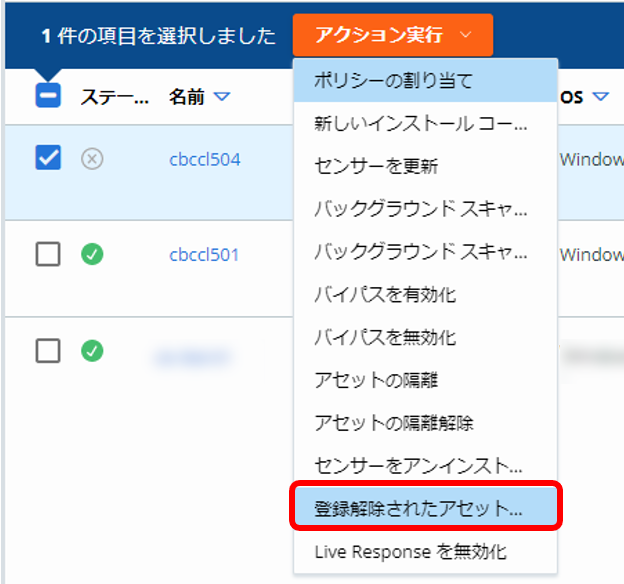 1 件の項目を選択しました
アクション実行
ステー...
名前
OS
cbccl504
Window
cbccl501
Window
ポリシーの割り当て
新しいインストール コー...
センサーを更新
バックグラウンド スキャ...
バックグラウンド スキャ...
バイパスを有効化
バイパスを無効化
アセットの隔離
アセットの隔離解除
センサーをアンインスト...
登録解除されたアセット...
Live Response を無効化